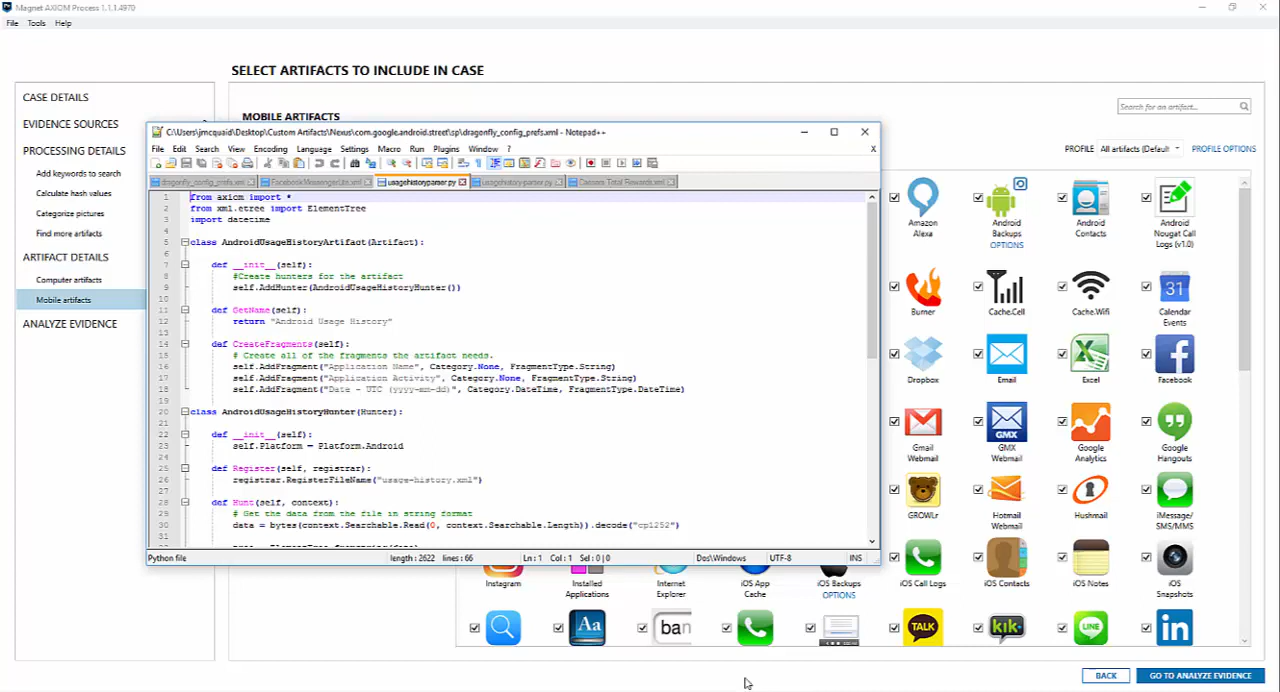 Magnet AXIOM Process 1.1.1.4970
File Tools Help
SELECT ARTIFACTS TO INCLUDE IN CASE
CASE DETAILS
EVIDENCE SOURCES
PROCESSING DETAILS
Add keywords to search
Calculate hash values
Categorize pictures
Find more artifacts
ARTIFACT DETAILS
Computer artifacts
Mobile artifacts
ANALYZE EVIDENCE
MOBILE ARTIFACTS
Search for an artifact...
PROFILE All artifacts (Default PROFILE OPTIONS
C:\Users\jmcquaid\Desktop\Custom Artifacts\Nexus\com.google.android.street\sp\dragonfly_config_prefs.xml - Notepad++
File Edit Search View Encoding Language Settings Macro Run Plugins Window ? X
dragonfly_config_prefs.xml FacebookMessengerLite.xml usagehistoryparser.py usagehistory-parser.py Caesars Total Rewards.xml
1 from axiom import *
2 from xml.etree import ElementTree
3 import datetime
4
5 class AndroidUsageHistoryArtifact(Artifact):
6
7 def __init__(self):
8 #Create hunters for the artifact
9 self.AddHunter(AndroidUsageHistoryHunter())
10
11 def GetName(self):
12 return "Android Usage History"
13
14 def CreateFragments(self):
15 # Create all of the fragments the artifact needs.
16 self.AddFragment("Application Name", Category.None, FragmentType.String)
17 self.AddFragment("Application Activity", Category.None, FragmentType.String)
18 self.AddFragment("Date - UTC (yyyy-mm-dd)", Category.DateTime, FragmentType.DateTime)
19
20 class AndroidUsageHistoryHunter(Hunter):
21
22 def __init__(self):
23 self.Platform = Platform.Android
24
25 def Register(self, registrar):
26 registrar.RegisterFileName("usage-history.xml")
27
28 def Hunt(self, context):
29 # Get the data from the file in string format
30 data = bytes(context.Searchable.Read(0, context.Searchable.Length)).decode("cp1252")
31
Python file length : 2622 lines : 66 Ln : 1 Col : 1 Sel : 0 | 0 Dos\Windows UTF-8 INS
Amazon Alexa
Android Backups
OPTIONS
Android Contacts
Android Nougat Call Logs (v1.0)
Burner
Cache.Cell
Cache.Wifi
31
Calendar Events
Dropbox
Email
Excel
Facebook
Gmail Webmail
GMX
GMX Webmail
Google Analytics
Google Hangouts
GROWLr
Hotmail Webmail
Hushmail
iMessage/SMS/MMS
Instagram
Installed Applications
Internet Explorer
iOS App Cache
iOS Backups
OPTIONS
iOS Call Logs
iOS Contacts
iOS Notes
iOS Snapshots
Aa
ban
TALK
kik
LINE
in
BACK
GO TO ANALYZE EVIDENCE